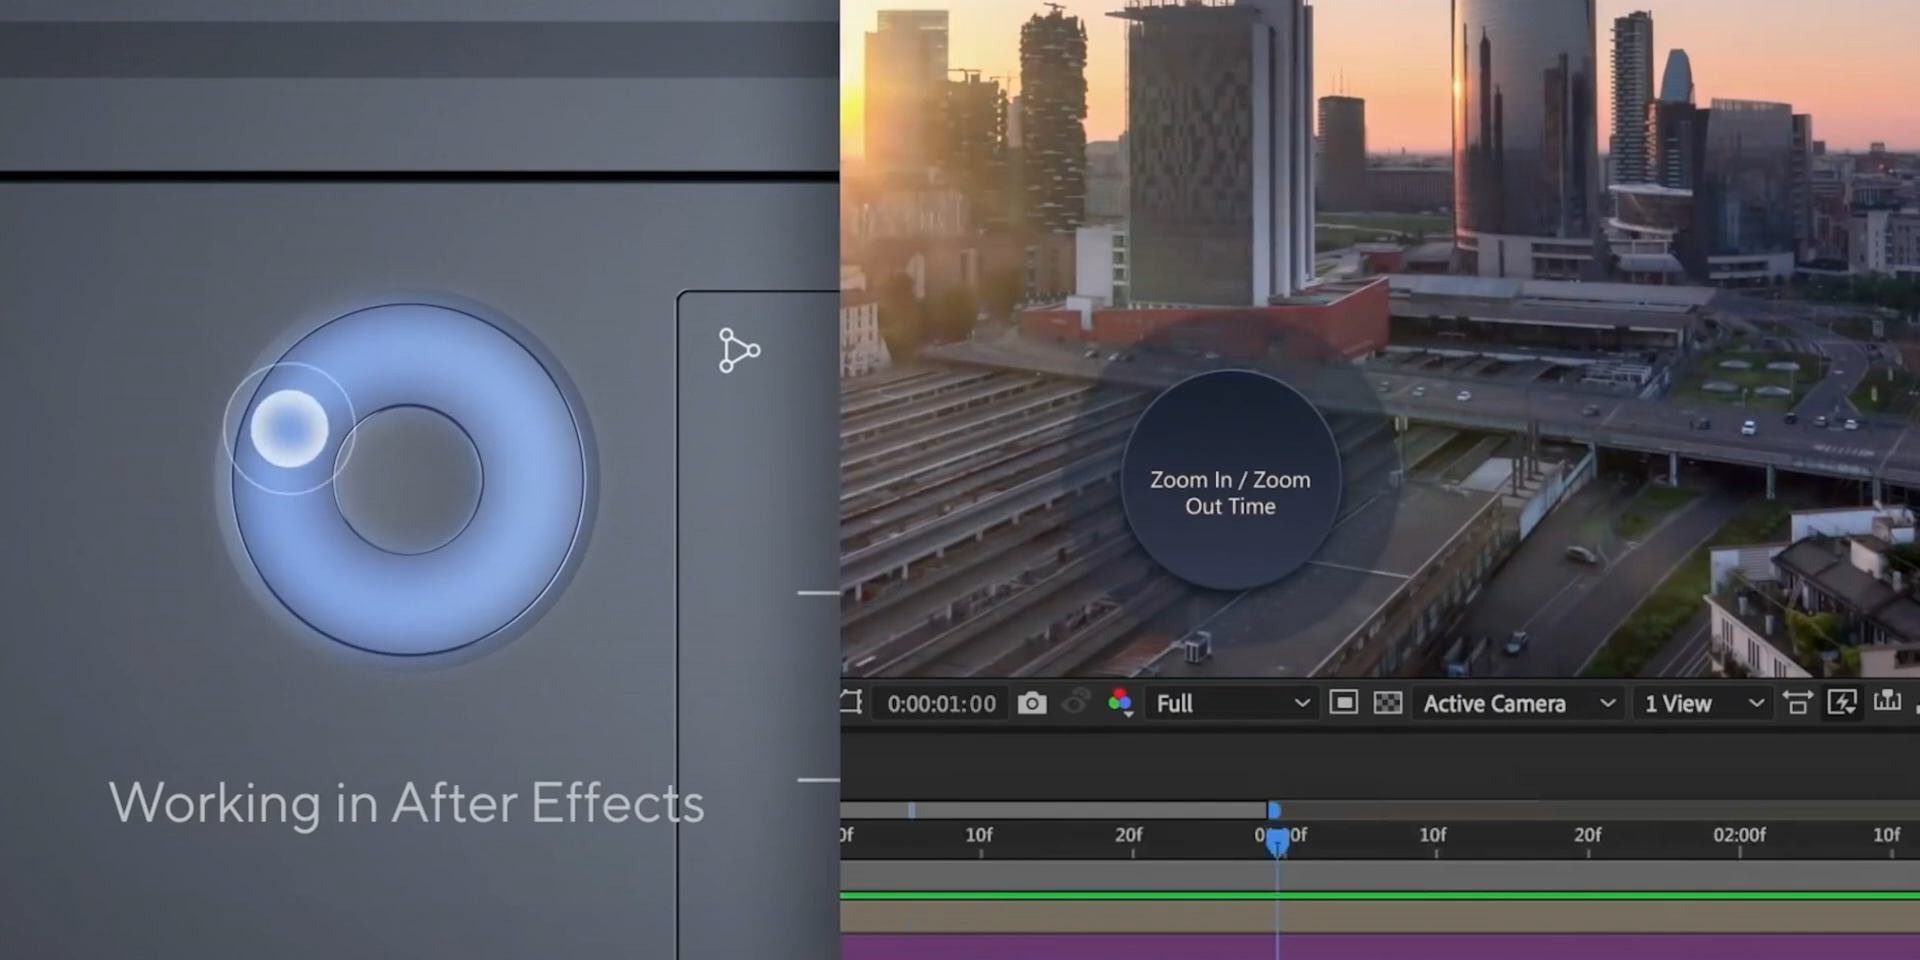 Zoom In / Zoom
Out Time
0:00:01:00
Full
Active Camera
1 View
Working in After Effects
0f
10f
20f
10f
20f
02:00f
10f